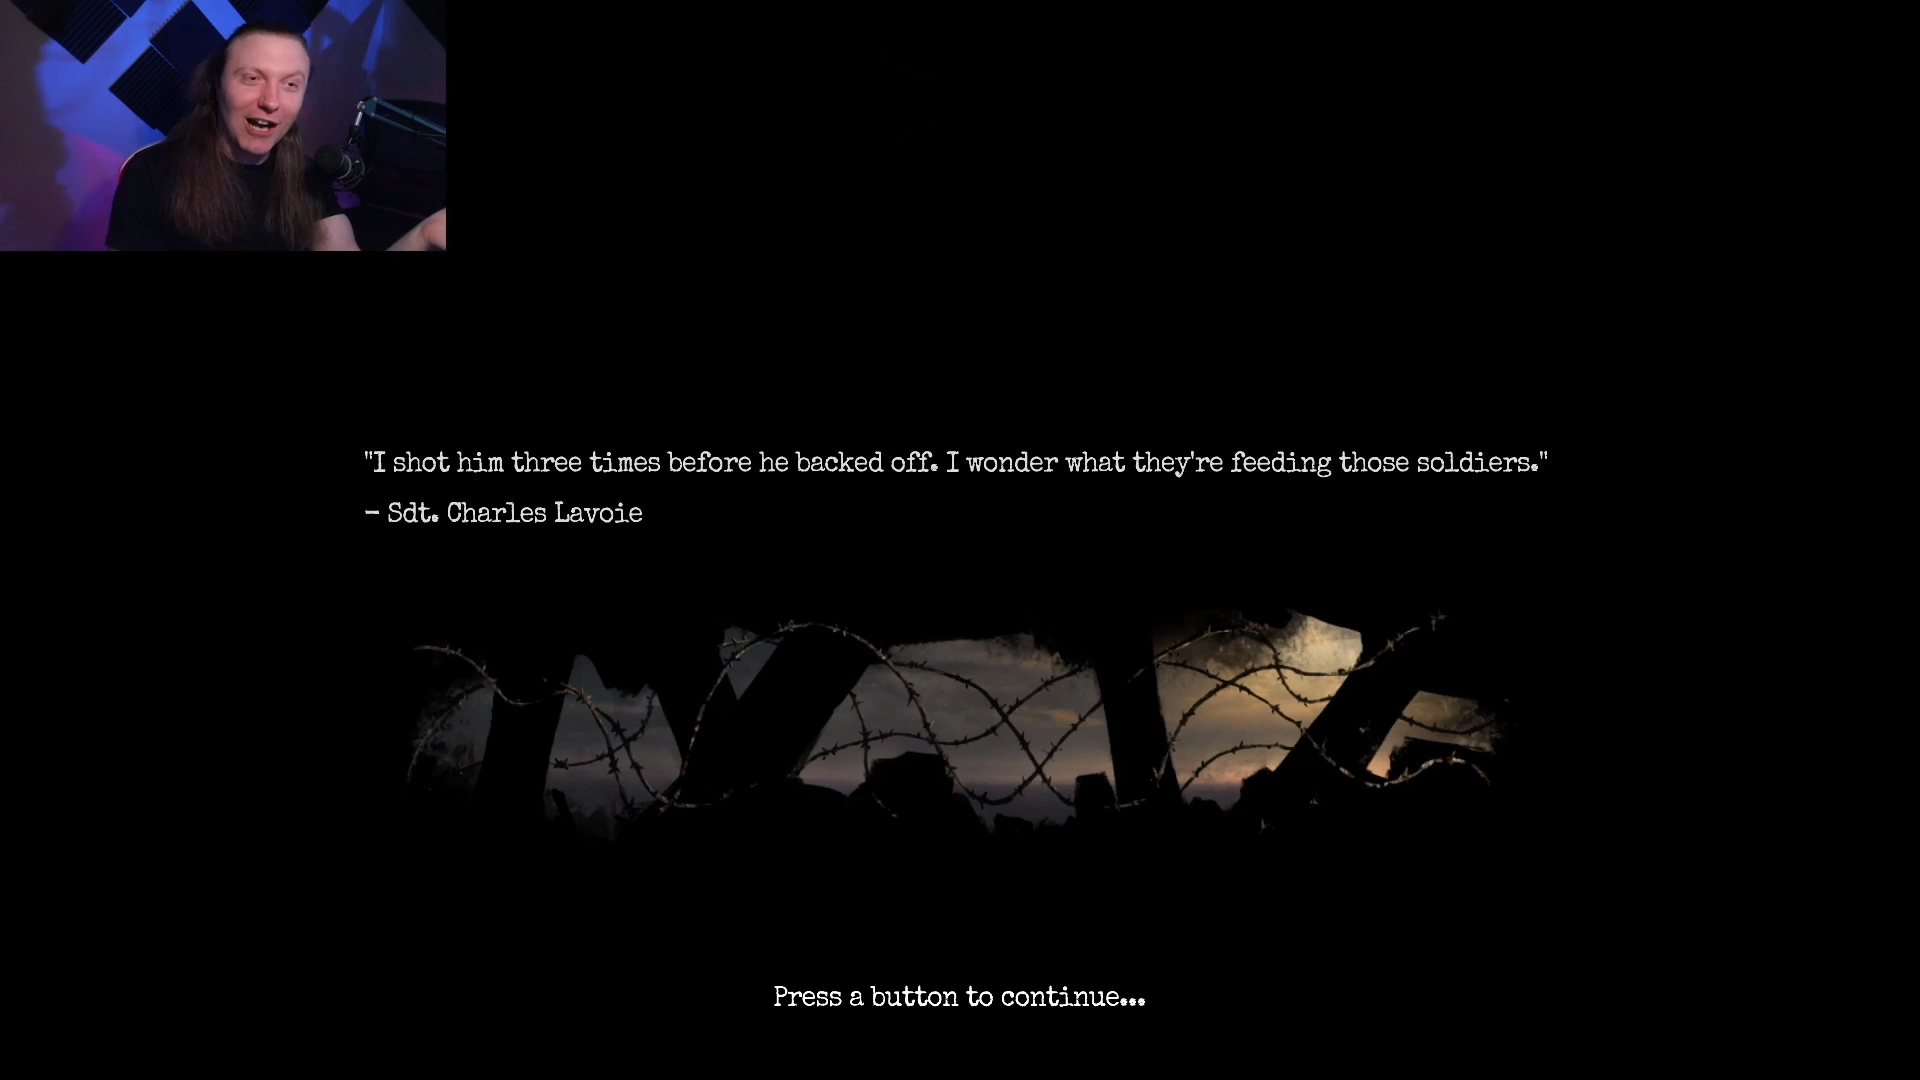 "I shot him three times before he backed off. I wonder what they're feeding those soldiers."
- Sdt. Charles Lavoie
Press a button to continue...